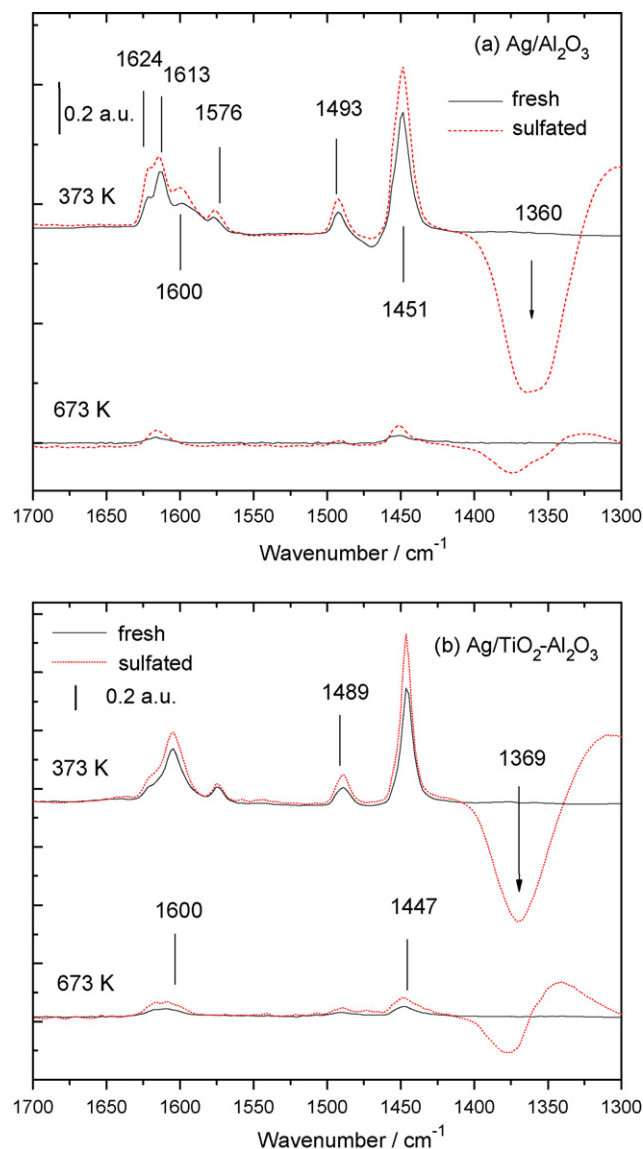 (a) Ag/Al₂O₃
1624
1613
0.2 a.u.
1576
1493
fresh
sulfated
373 K
1360
1600
1451
673 K
1700 1650 1600 1550 1500 1450 1400 1350 1300
Wavenumber / cm⁻¹
fresh
(b) Ag/TiO₂-Al₂O₃
sulfated
0.2 a.u.
1489
373 K
1369
1600
1447
673 K
1700 1650 1600 1550 1500 1450 1400 1350 1300
Wavenumber / cm⁻¹